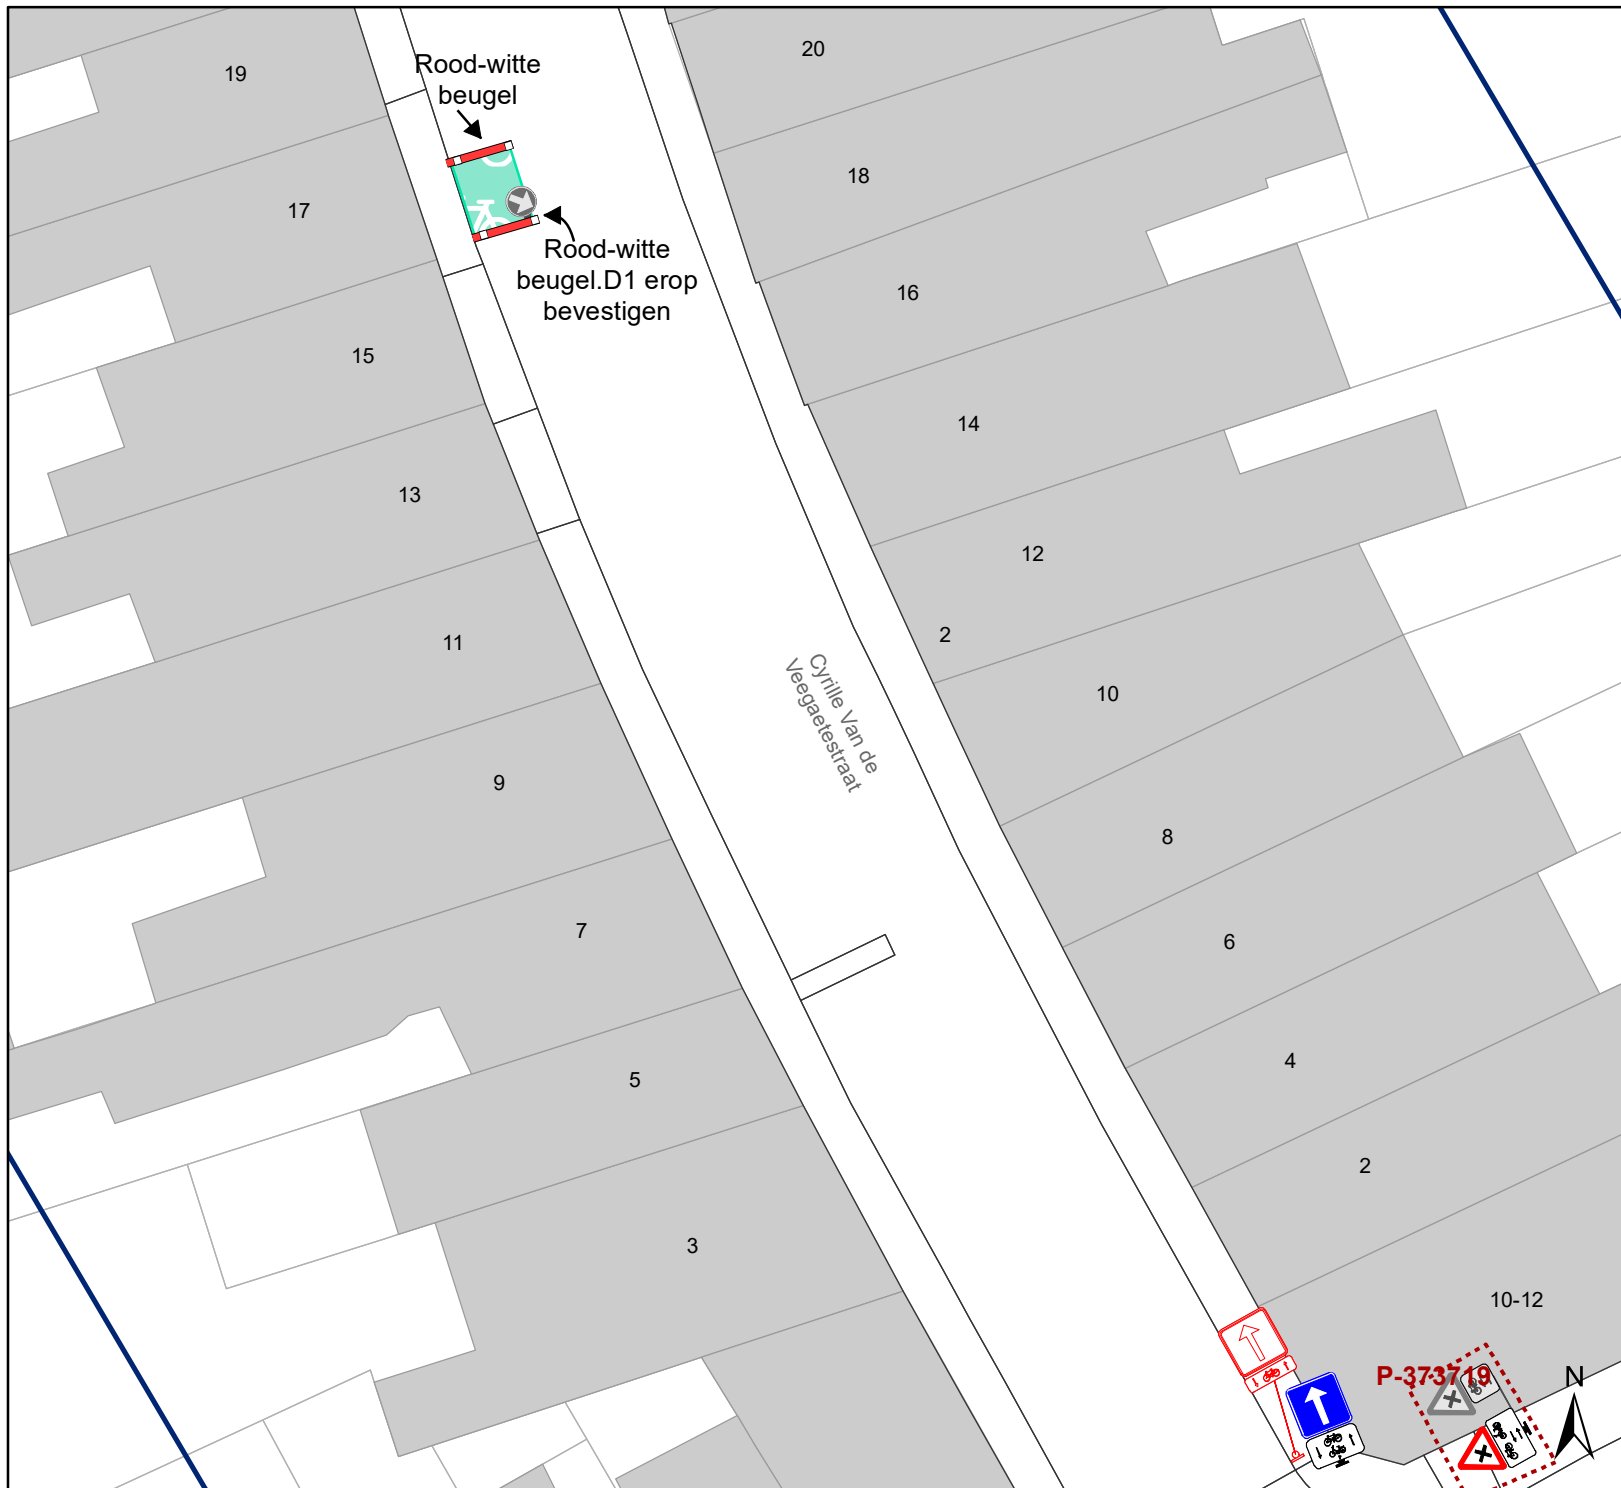 20
19
Rood-witte
beugel
18
17
Rood-witte
beugel.D1 erop
bevestigen
16
15
14
13
12
2
11
Cyrille Van de
Veegaetestraat
10
9
8
7
6
5
4
2
3
10-12
P-373719
N